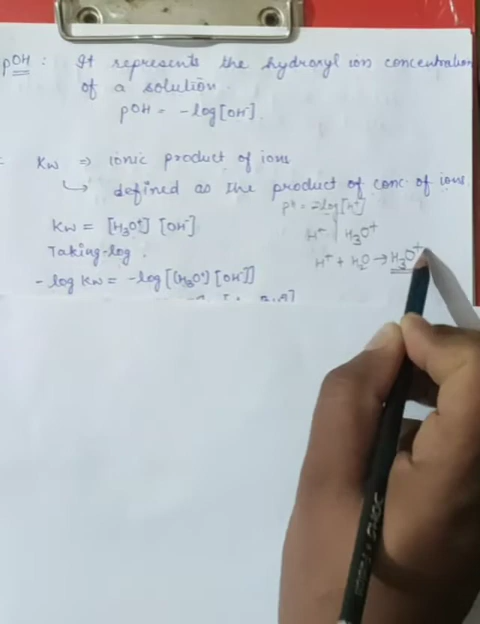 pOH : It represents the hydroxyl ion concentration
of a solution.
pOH = -log[OH-].
Kw => ionic product of ions
↳ defined as the product of conc. of ions
pH = -log[H+]
Kw = [H3O+] [OH-]
H+ | H3O+
Taking-log.
H+ + H2O → H3O+
-log Kw = -log[(H3O+) [OH-]]